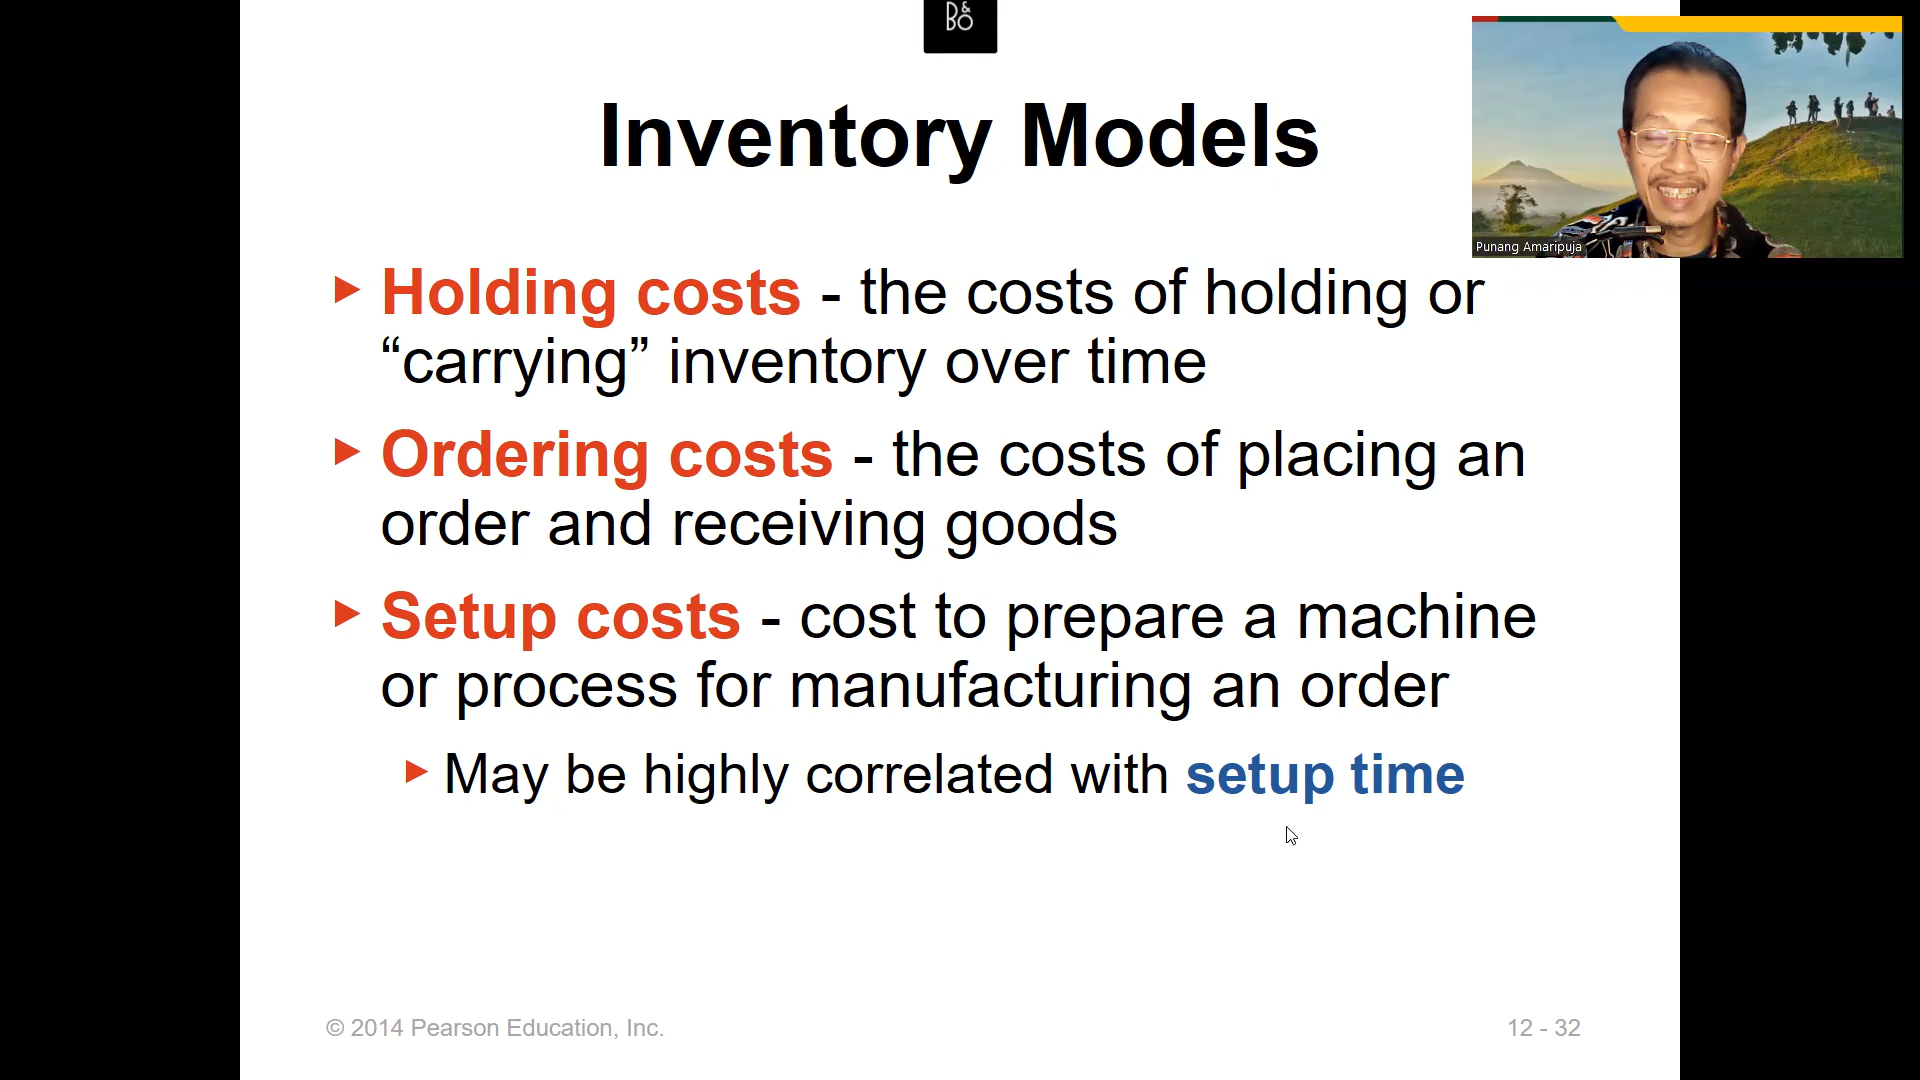 B&O
Inventory Models
Punang Amaripuja
► Holding costs - the costs of holding or
“carrying” inventory over time
► Ordering costs - the costs of placing an
order and receiving goods
► Setup costs - cost to prepare a machine
or process for manufacturing an order
► May be highly correlated with setup time
© 2014 Pearson Education, Inc.
12 - 32